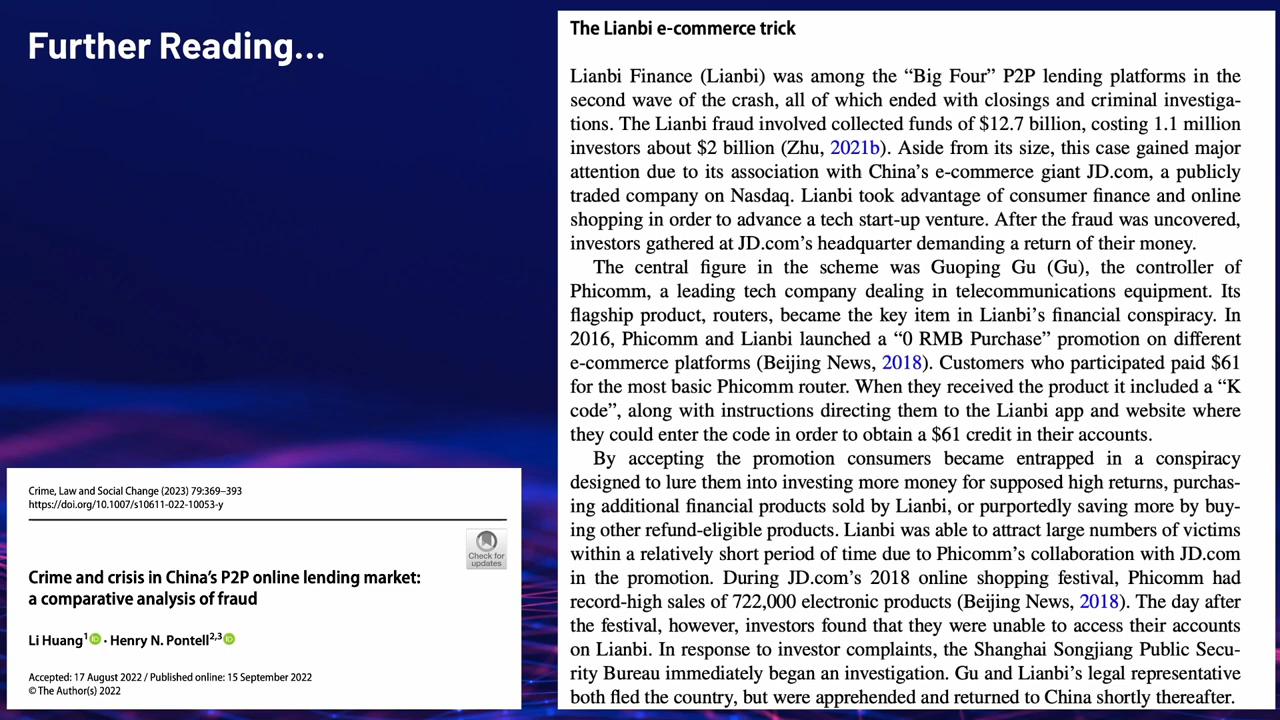 Further Reading...
Crime, Law and Social Change (2023) 79:369–393
https://doi.org/10.1007/s10611-022-10053-y
Check for
updates
Crime and crisis in China's P2P online lending market:
a comparative analysis of fraud
Li Huang1 · Henry N. Pontell2,3
Accepted: 17 August 2022 / Published online: 15 September 2022
© The Author(s) 2022
The Lianbi e-commerce trick
Lianbi Finance (Lianbi) was among the “Big Four” P2P lending platforms in the
second wave of the crash, all of which ended with closings and criminal investiga-
tions. The Lianbi fraud involved collected funds of $12.7 billion, costing 1.1 million
investors about $2 billion (Zhu, 2021b). Aside from its size, this case gained major
attention due to its association with China's e-commerce giant JD.com, a publicly
traded company on Nasdaq. Lianbi took advantage of consumer finance and online
shopping in order to advance a tech start-up venture. After the fraud was uncovered,
investors gathered at JD.com's headquarter demanding a return of their money.
The central figure in the scheme was Guoping Gu (Gu), the controller of
Phicomm, a leading tech company dealing in telecommunications equipment. Its
flagship product, routers, became the key item in Lianbi's financial conspiracy. In
2016, Phicomm and Lianbi launched a “0 RMB Purchase” promotion on different
e-commerce platforms (Beijing News, 2018). Customers who participated paid $61
for the most basic Phicomm router. When they received the product it included a “K
code”, along with instructions directing them to the Lianbi app and website where
they could enter the code in order to obtain a $61 credit in their accounts.
By accepting the promotion consumers became entrapped in a conspiracy
designed to lure them into investing more money for supposed high returns, purchas-
ing additional financial products sold by Lianbi, or purportedly saving more by buy-
ing other refund-eligible products. Lianbi was able to attract large numbers of victims
within a relatively short period of time due to Phicomm's collaboration with JD.com
in the promotion. During JD.com's 2018 online shopping festival, Phicomm had
record-high sales of 722,000 electronic products (Beijing News, 2018). The day after
the festival, however, investors found that they were unable to access their accounts
on Lianbi. In response to investor complaints, the Shanghai Songjiang Public Secu-
rity Bureau immediately began an investigation. Gu and Lianbi's legal representative
both fled the country, but were apprehended and returned to China shortly thereafter.